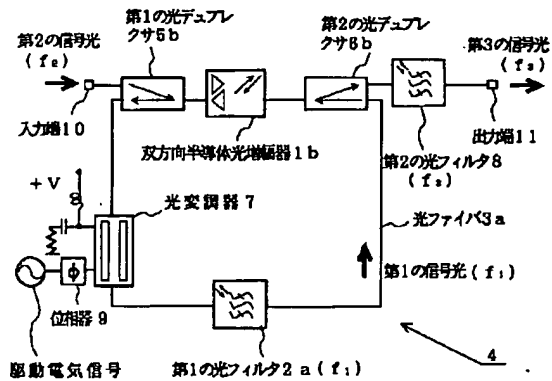 第1の光デュプレ
クサ5b
第2の光デュプレ
クサ6b
第2の信号光
(f₂)
第3の信号光
(f₃)
入力端10
双方向半導体光増幅器1b
出力端11
第2の光フィルタ8
(f₃)
+V
光変調器7
光ファイバ3a
第1の信号光(f₁)
φ
位相器9
駆動電気信号
第1の光フィルタ2a(f₁)
4